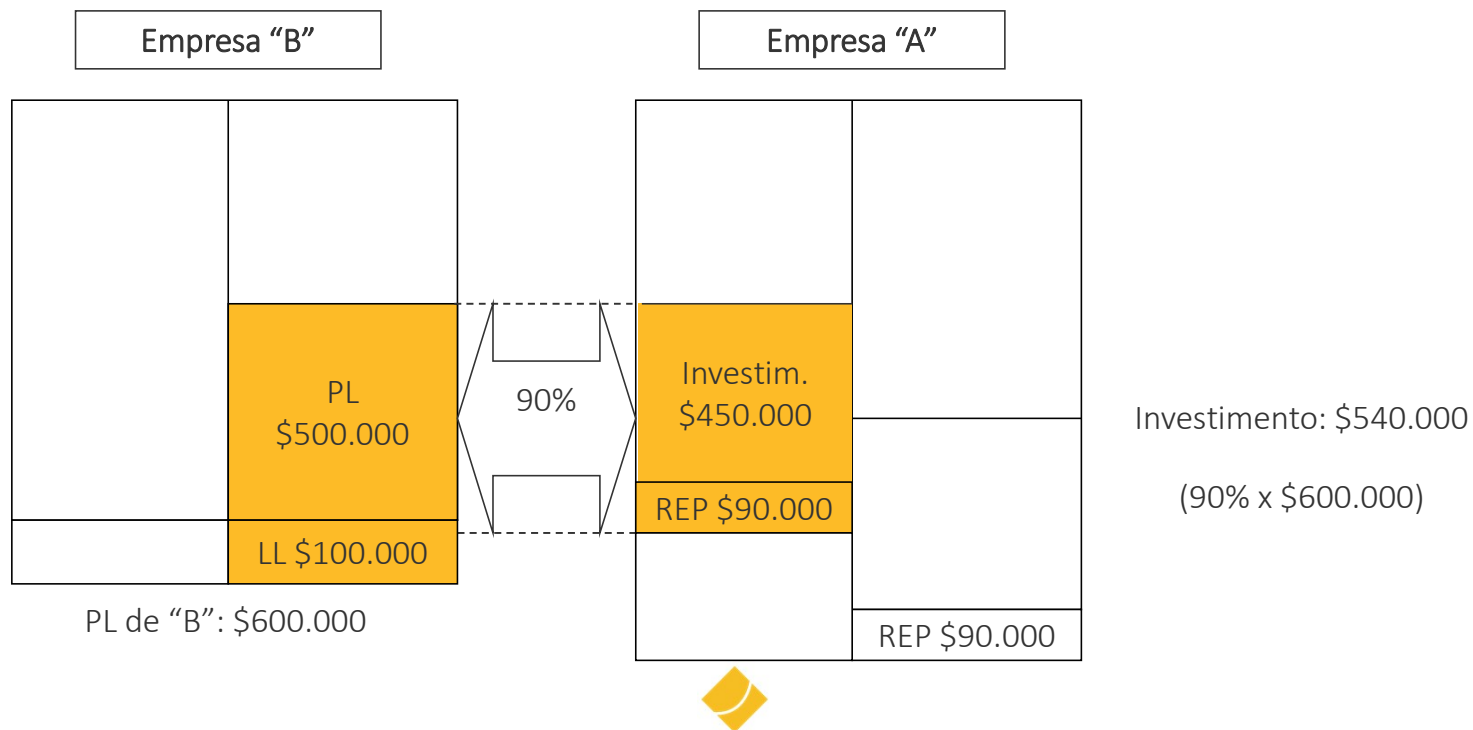 Empresa “B”
Empresa “A”
PL
$500.000
LL $100.000
PL de “B”: $600.000
90%
Investim.
$450.000
REP $90.000
REP $90.000
Investimento: $540.000
(90% x $600.000)